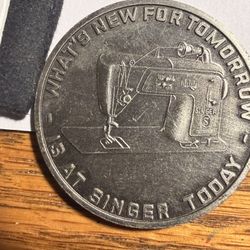 WHAT'S NEW FOR TOMORROW
IS AT SINGER TODAY